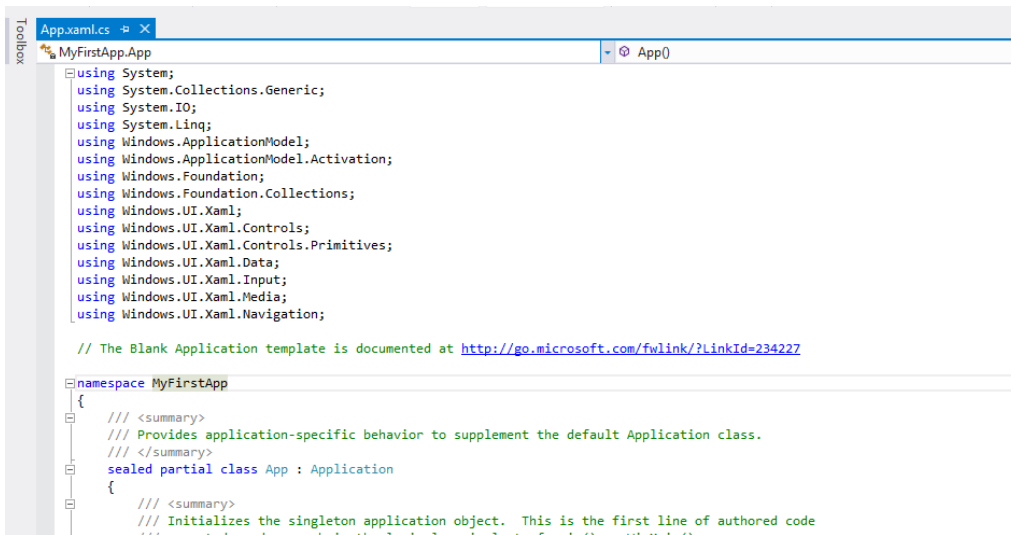 Toolbox
App.xaml.cs
MyFirstApp.App
App()
using System;
using System.Collections.Generic;
using System.IO;
using System.Linq;
using Windows.ApplicationModel;
using Windows.ApplicationModel.Activation;
using Windows.Foundation;
using Windows.Foundation.Collections;
using Windows.UI.Xaml;
using Windows.UI.Xaml.Controls;
using Windows.UI.Xaml.Controls.Primitives;
using Windows.UI.Xaml.Data;
using Windows.UI.Xaml.Input;
using Windows.UI.Xaml.Media;
using Windows.UI.Xaml.Navigation;
// The Blank Application template is documented at http://go.microsoft.com/fwlink/?LinkId=234227
namespace MyFirstApp
{
/// <summary>
/// Provides application-specific behavior to supplement the default Application class.
/// </summary>
sealed partial class App : Application
{
/// <summary>
/// Initializes the singleton application object.  This is the first line of authored code